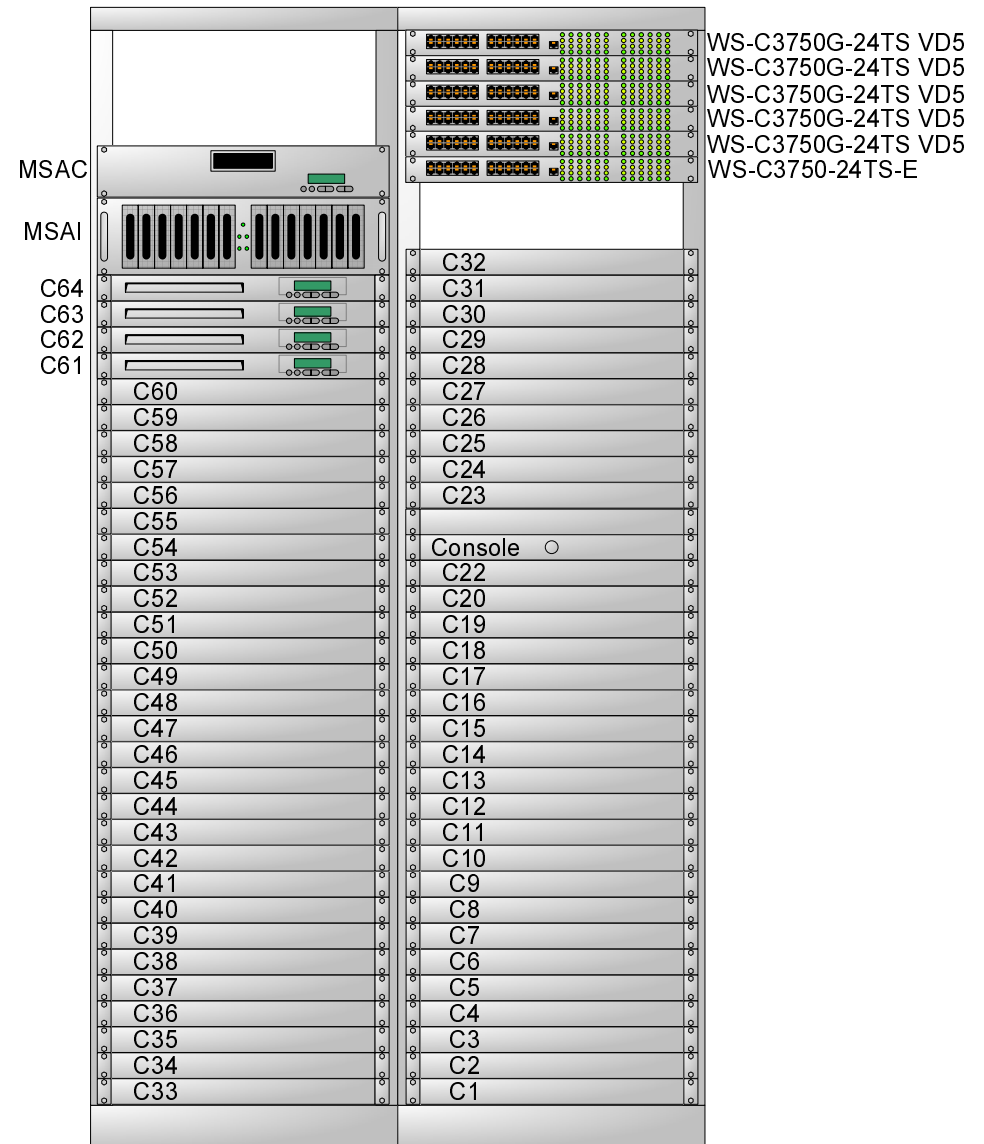 MSAC
MSAI
C64
C63
C62
C61
C60
C59
C58
C57
C56
C55
C54
C53
C52
C51
C50
C49
C48
C47
C46
C45
C44
C43
C42
C41
C40
C39
C38
C37
C36
C35
C34
C33
WS-C3750G-24TS VD5
WS-C3750G-24TS VD5
WS-C3750G-24TS VD5
WS-C3750G-24TS VD5
WS-C3750G-24TS VD5
WS-C3750-24TS-E
C32
C31
C30
C29
C28
C27
C26
C25
C24
C23
Console
C22
C20
C19
C18
C17
C16
C15
C14
C13
C12
C11
C10
C9
C8
C7
C6
C5
C4
C3
C2
C1